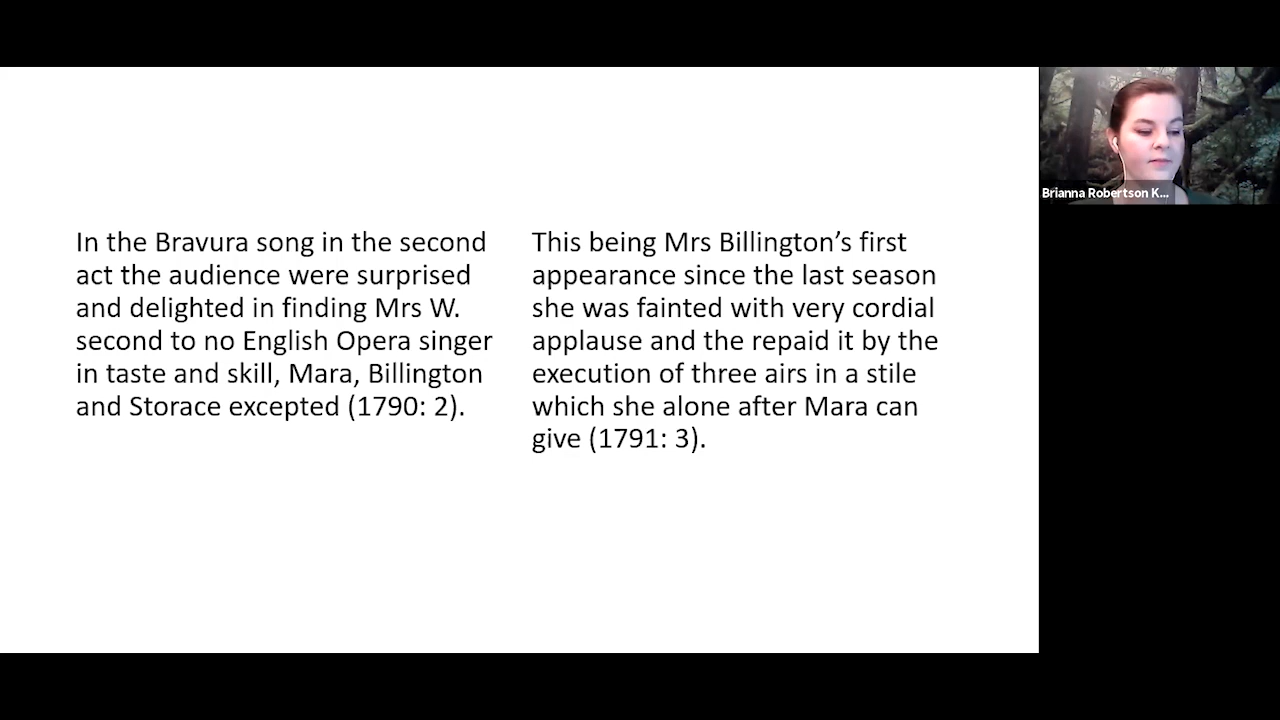 In the Bravura song in the second
act the audience were surprised
and delighted in finding Mrs W.
second to no English Opera singer
in taste and skill, Mara, Billington
and Storace excepted (1790: 2).
This being Mrs Billington’s first
appearance since the last season
she was fainted with very cordial
applause and the repaid it by the
execution of three airs in a stile
which she alone after Mara can
give (1791: 3).
Brianna Robertson K...